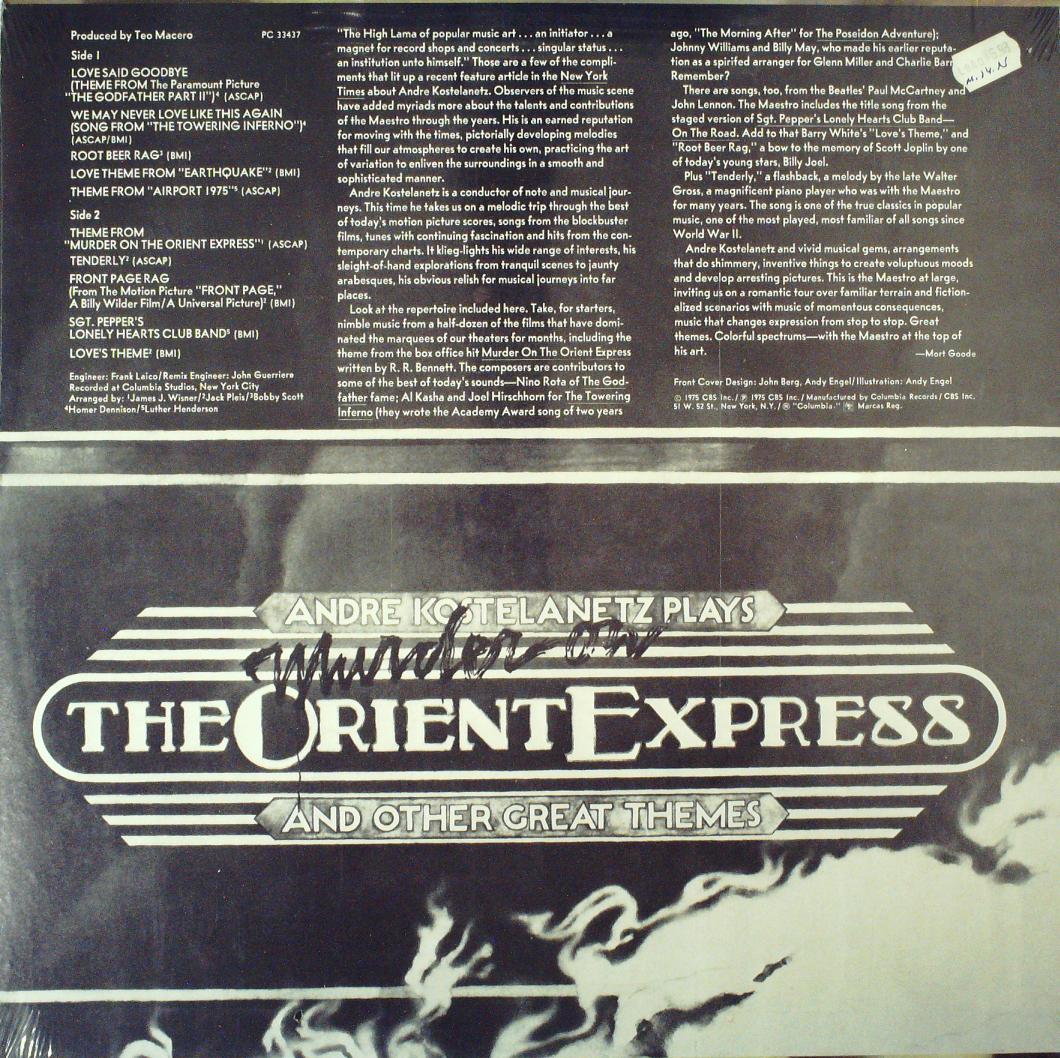 Produced by Teo Macero PC 33437
Side 1
LOVE SAID GOODBYE
(THEME FROM The Paramount Picture
"THE GODFATHER PART II")⁴ (ASCAP)
WE MAY NEVER LOVE LIKE THIS AGAIN
(SONG FROM "THE TOWERING INFERNO")⁴
(ASCAP/BMI)
ROOT BEER RAG³ (BMI)
LOVE THEME FROM "EARTHQUAKE"² (BMI)
THEME FROM "AIRPORT 1975"⁵ (ASCAP)
Side 2
THEME FROM
"MURDER ON THE ORIENT EXPRESS"¹ (ASCAP)
TENDERLY² (ASCAP)
FRONT PAGE RAG
(From The Motion Picture "FRONT PAGE,"
A Billy Wilder Film/A Universal Picture)² (BMI)
SGT. PEPPER'S
LONELY HEARTS CLUB BAND⁵ (BMI)
LOVE'S THEME² (BMI)
Engineer: Frank Laico/Remix Engineer: John Guerriere
Recorded at Columbia Studios, New York City
Arranged by: ¹James J. Wisner/²Jack Pleis/³Bobby Scott
⁴Homer Dennison/⁵Luther Henderson
"The High Lama of popular music art . . . an initiator . . . a
magnet for record shops and concerts . . . singular status . . .
an institution unto himself." Those are a few of the compli-
ments that lit up a recent feature article in the New York
Times about Andre Kostelanetz. Observers of the music scene
have added myriads more about the talents and contributions
of the Maestro through the years. His is an earned reputation
for moving with the times, pictorially developing melodies
that fill our atmospheres to create his own, practicing the art
of variation to enliven the surroundings in a smooth and
sophisticated manner.
Andre Kostelanetz is a conductor of note and musical jour-
neys. This time he takes us on a melodic trip through the best
of today's motion picture scores, songs from the blockbuster
films, tunes with continuing fascination and hits from the con-
temporary charts. It klieg-lights his wide range of interests, his
sleight-of-hand explorations from tranquil scenes to jaunty
arabesques, his obvious relish for musical journeys into far
places.
Look at the repertoire included here. Take, for starters,
nimble music from a half-dozen of the films that have domi-
nated the marquees of our theaters for months, including the
theme from the box office hit Murder On The Orient Express
written by R. R. Bennett. The composers are contributors to
some of the best of today's sounds—Nino Rota of The God-
father fame; Al Kasha and Joel Hirschhorn for The Towering
Inferno (they wrote the Academy Award song of two years
ago, "The Morning After" for The Poseidon Adventure);
Johnny Williams and Billy May, who made his earlier reputa-
tion as a spirifed arranger for Glenn Miller and Charlie Barn
Remember?
There are songs, too, from the Beatles' Paul McCartney and
John Lennon. The Maestro includes the title song from the
staged version of Sgt. Pepper's Lonely Hearts Club Band—
On The Road. Add to that Barry White's "Love's Theme," and
"Root Beer Rag," a bow to the memory of Scott Joplin by one
of today's young stars, Billy Joel.
Plus "Tenderly," a flashback, a melody by the late Walter
Gross, a magnificent piano player who was with the Maestro
for many years. The song is one of the true classics in popular
music, one of the most played, most familiar of all songs since
World War II.
Andre Kostelanetz and vivid musical gems, arrangements
that do shimmery, inventive things to create voluptuous moods
and develop arresting pictures. This is the Maestro at large,
inviting us on a romantic tour over familiar terrain and fiction-
alized scenarios with music of momentous consequences,
music that changes expression from stop to stop. Great
themes. Colorful spectrums—with the Maestro at the top of
his art. —Mort Goode
Front Cover Design: John Berg, Andy Engel/Illustration: Andy Engel
© 1975 CBS Inc./℗ 1975 CBS Inc./Manufactured by Columbia Records/CBS Inc.
51 W. 52 St., New York, N.Y./® "Columbia." Marcas Reg.
ANDRE KOSTELANETZ PLAYS
Murder on
THE ORIENT EXPRESS
AND OTHER GREAT THEMES